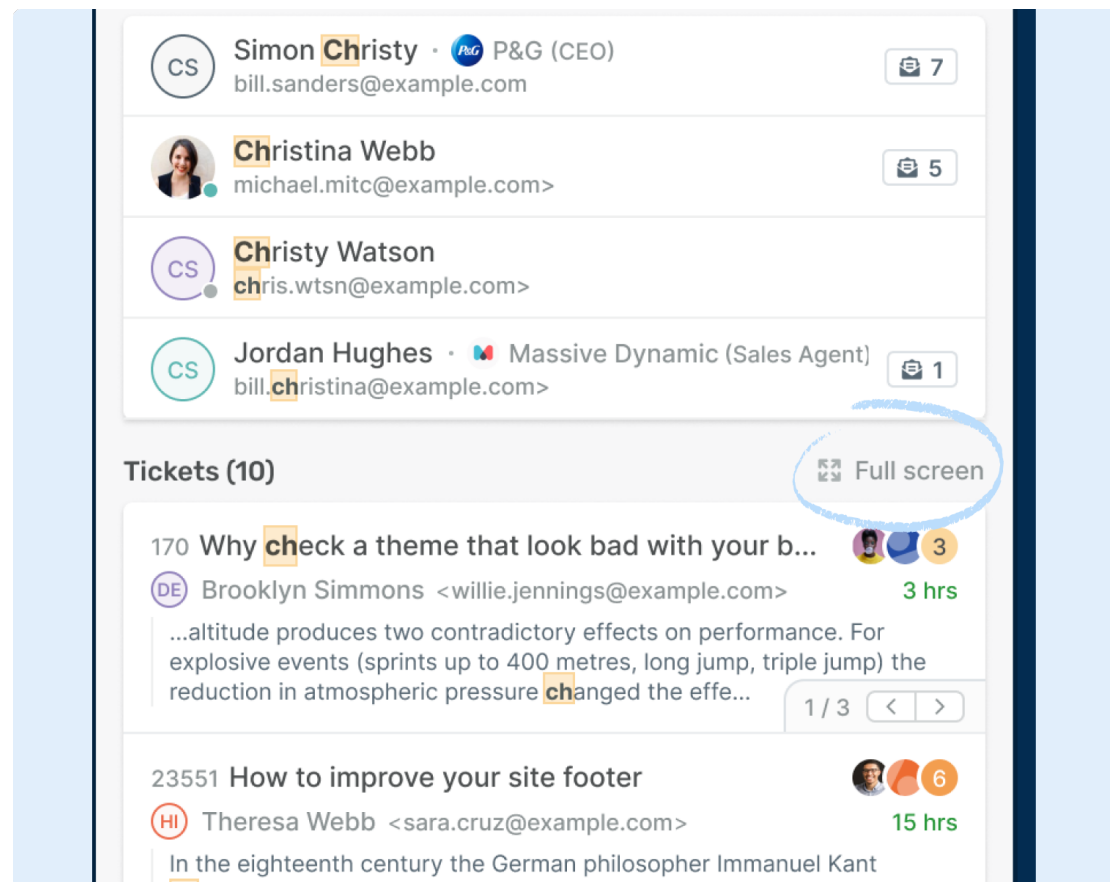 CS
Simon Christy · P&G P&G (CEO)
bill.sanders@example.com
7
Christina Webb
michael.mitc@example.com>
5
CS
Christy Watson
chris.wtsn@example.com>
CS
Jordan Hughes · Massive Dynamic (Sales Agent)
bill.christina@example.com>
1
Tickets (10)
Full screen
170 Why check a theme that look bad with your b...
3
DE Brooklyn Simmons <willie.jennings@example.com>
3 hrs
...altitude produces two contradictory effects on performance. For
explosive events (sprints up to 400 metres, long jump, triple jump) the
reduction in atmospheric pressure changed the effe...
1 / 3
23551 How to improve your site footer
6
HI Theresa Webb <sara.cruz@example.com>
15 hrs
In the eighteenth century the German philosopher Immanuel Kant